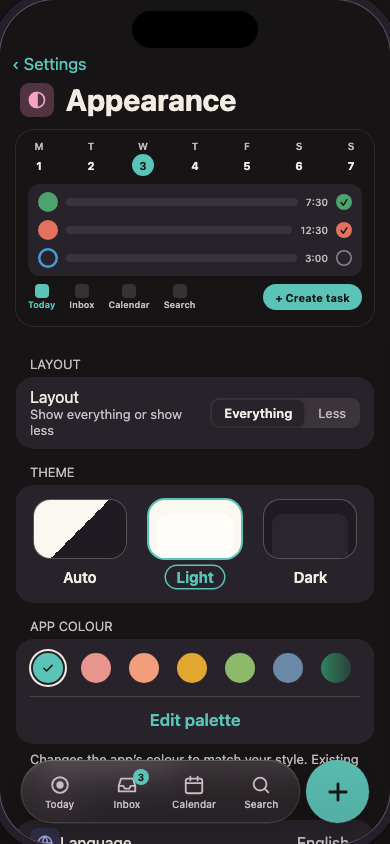 ‹ Settings
Appearance
M T W T F S S
1 2 3 4 5 6 7
7:30
12:30
3:00
Today Inbox Calendar Search
+ Create task
LAYOUT
Layout
Show everything or show
less
Everything Less
THEME
Auto Light Dark
APP COLOUR
Edit palette
Changes the app's colour to match your style. Existing
3
Today Inbox Calendar Search
Language English